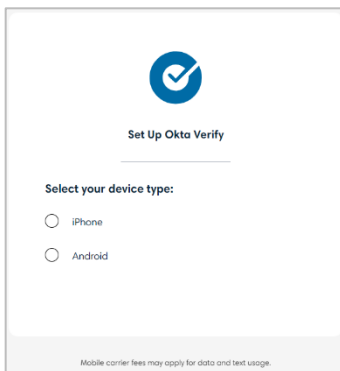 Set Up Okta Verify
Select your device type:
iPhone
Android
Mobile carrier fees may apply for data and text usage.